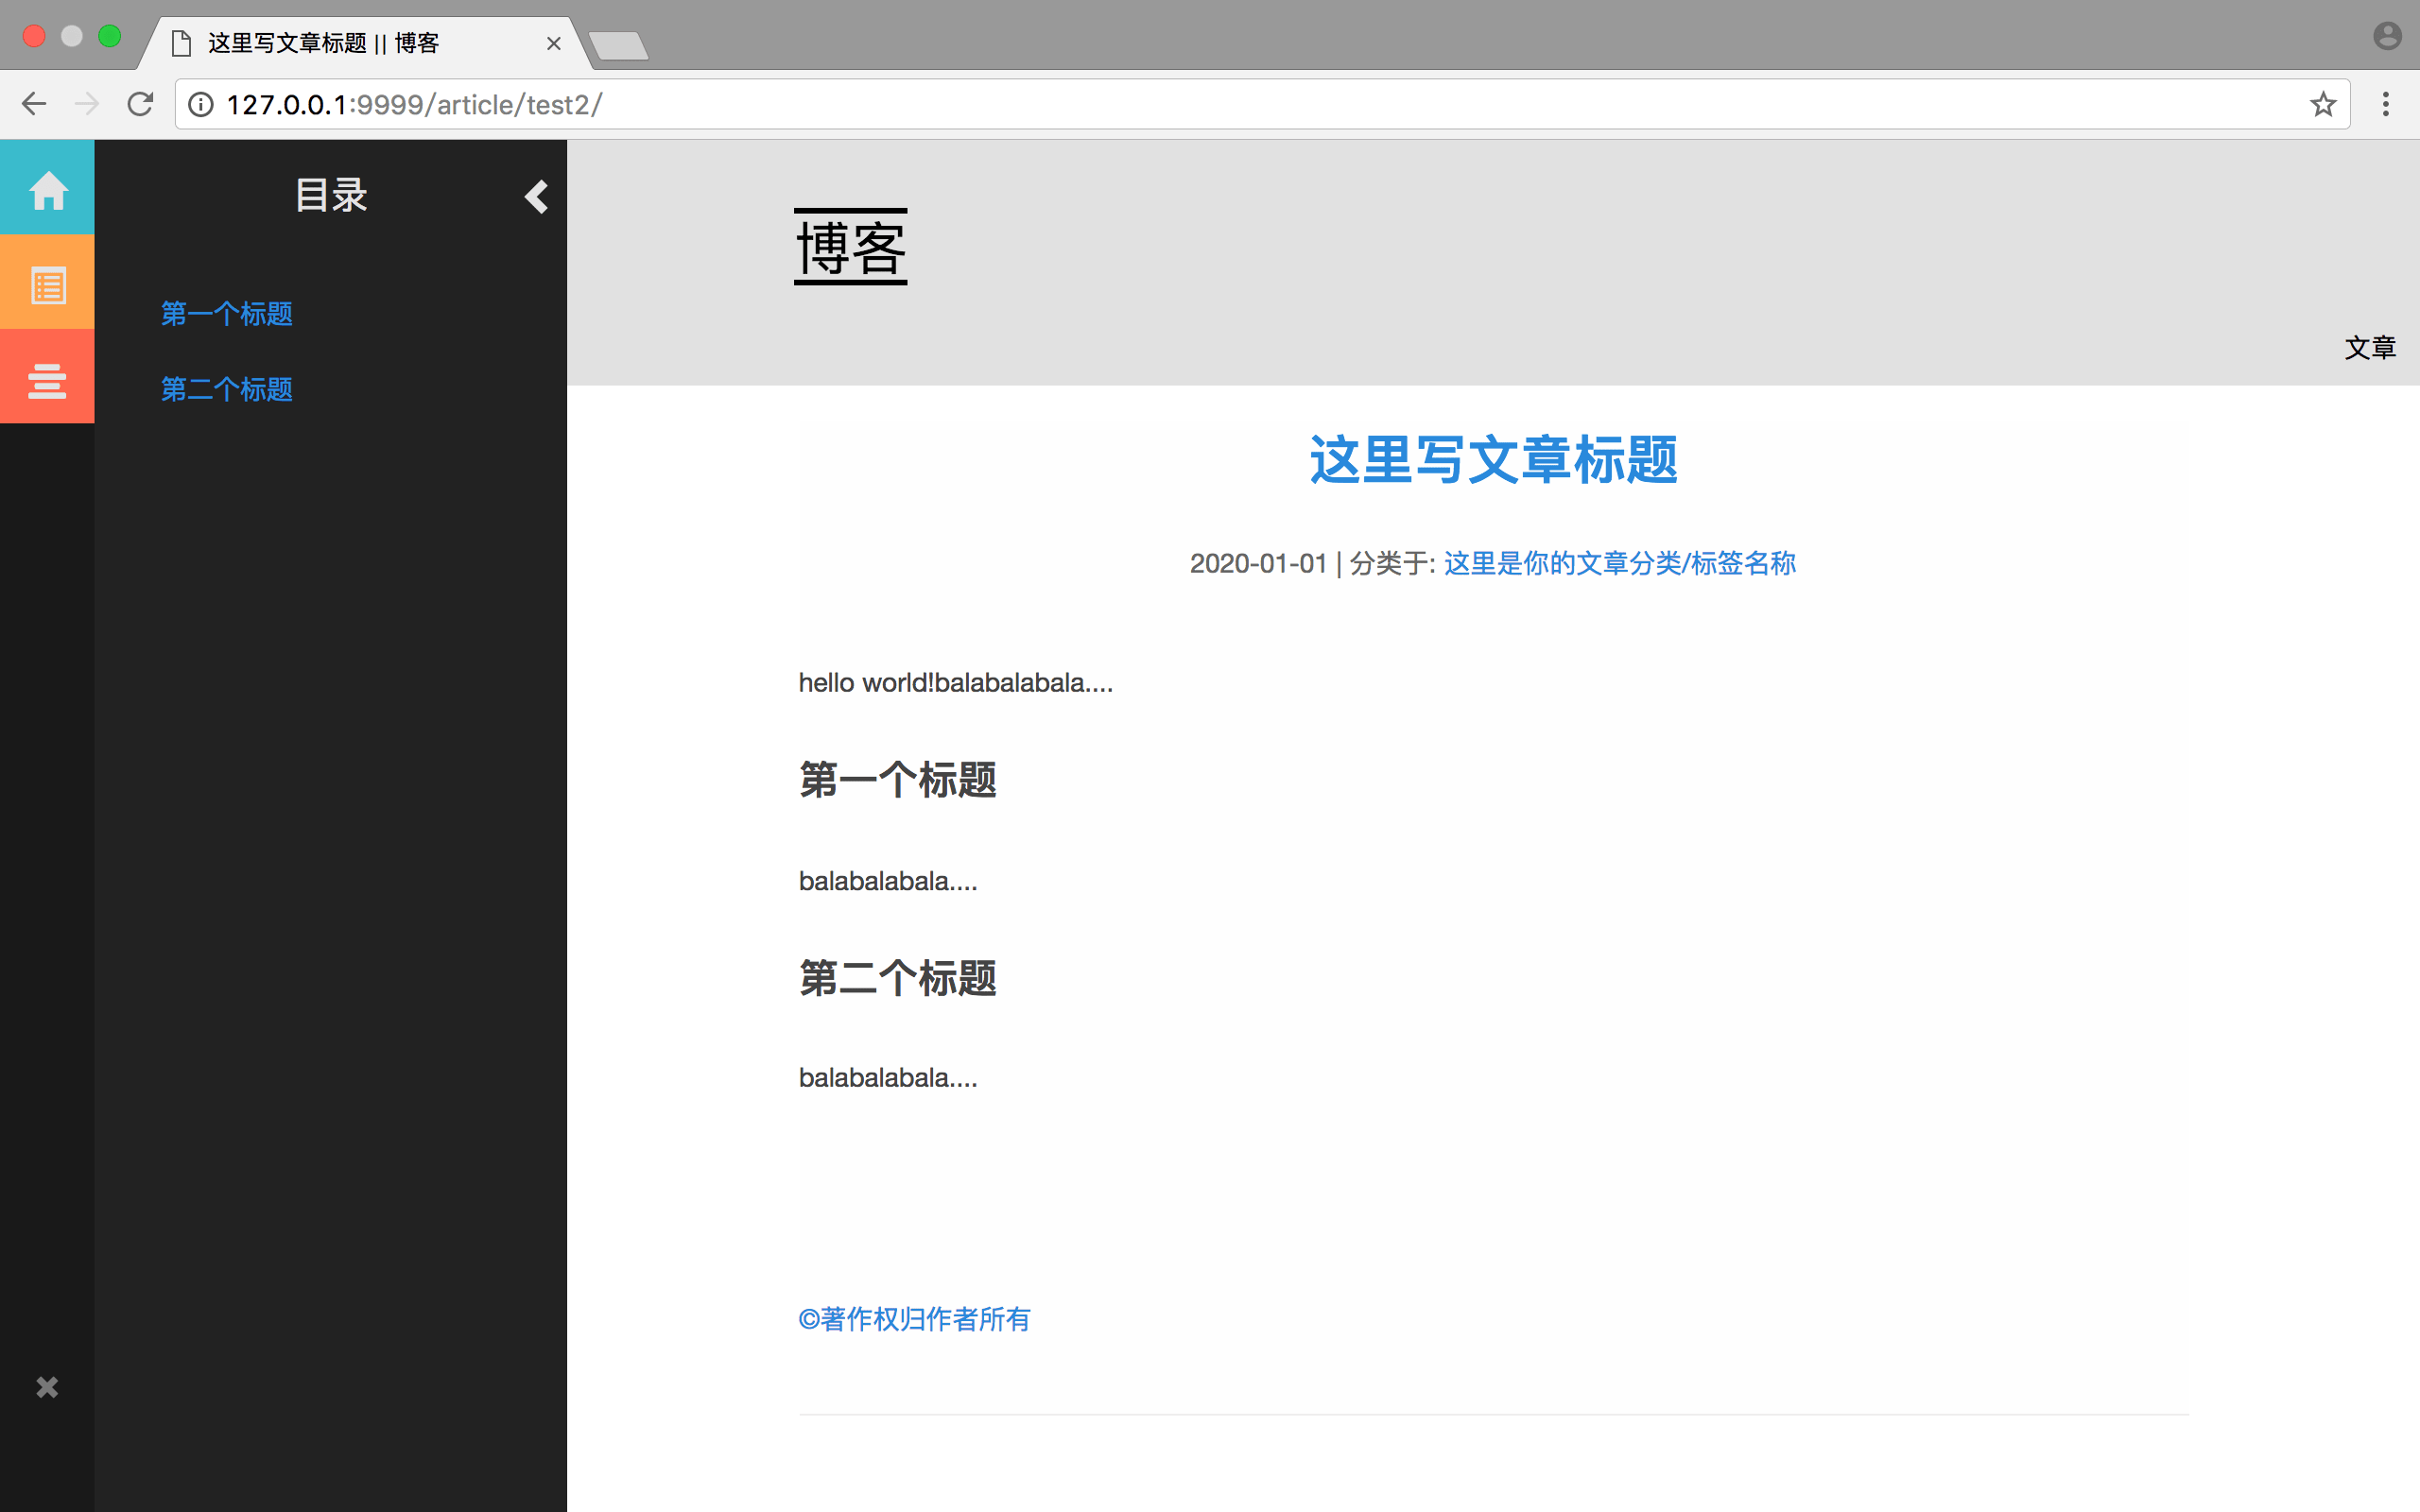 这里写文章标题 || 博客
127.0.0.1:9999/article/test2/
目录
第一个标题
第二个标题
博客
文章
这里写文章标题
2020-01-01 | 分类于: 这里是你的文章分类/标签名称
hello world!balabalabala....
第一个标题
balabalabala....
第二个标题
balabalabala....
©著作权归作者所有